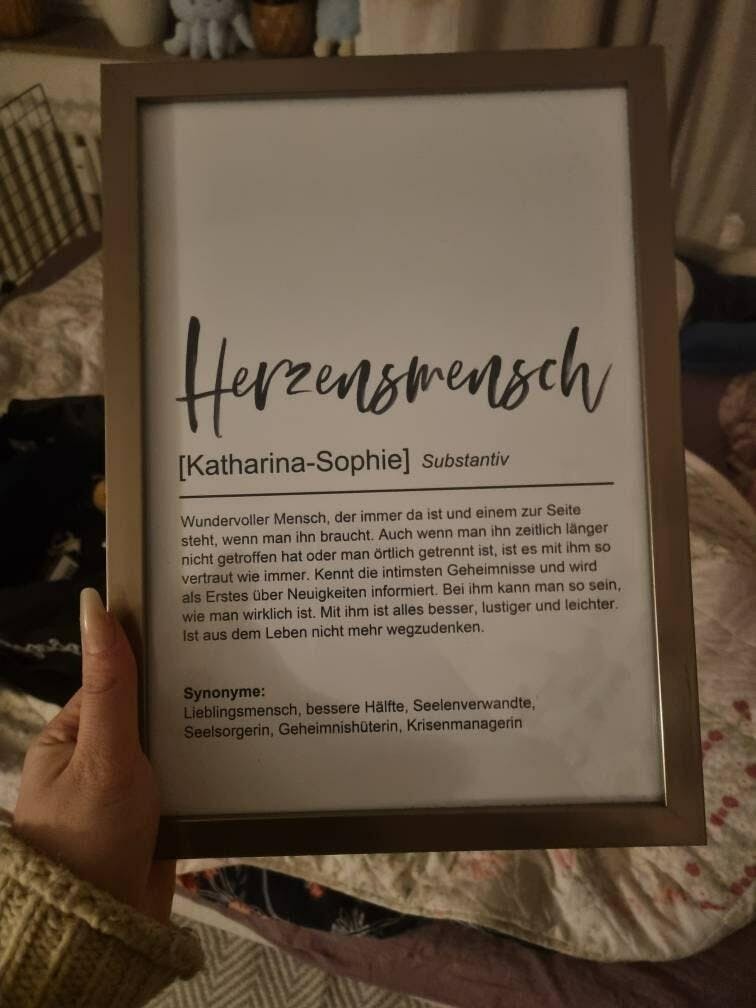 Herzensmensch
[Katharina-Sophie] Substantiv
Wundervoller Mensch, der immer da ist und einem zur Seite
steht, wenn man ihn braucht. Auch wenn man ihn zeitlich länger
nicht getroffen hat oder man örtlich getrennt ist, ist es mit ihm so
vertraut wie immer. Kennt die intimsten Geheimnisse und wird
als Erstes über Neuigkeiten informiert. Bei ihm kann man so sein,
wie man wirklich ist. Mit ihm ist alles besser, lustiger und leichter.
Ist aus dem Leben nicht mehr wegzudenken.
Synonyme:
Lieblingsmensch, bessere Hälfte, Seelenverwandte,
Seelsorgerin, Geheimnishüterin, Krisenmanagerin